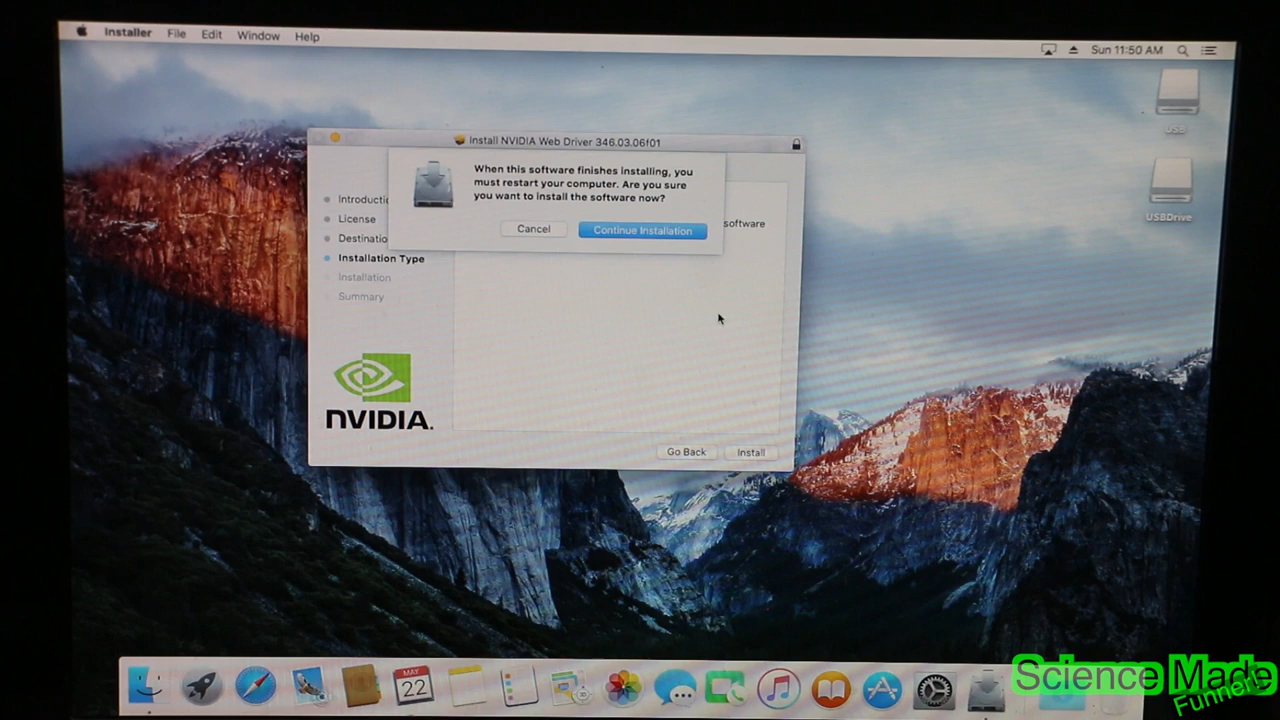 Installer File Edit Window Help
Sun 11:50 AM
USB
USBDrive
Install NVIDIA Web Driver 346.03.06f01
When this software finishes installing, you
must restart your computer. Are you sure
you want to install the software now?
Cancel Continue Installation
software
License
Installation Type
Installation
Summary
NVIDIA.
Go Back Install
MAY
22
Science Made
Funner